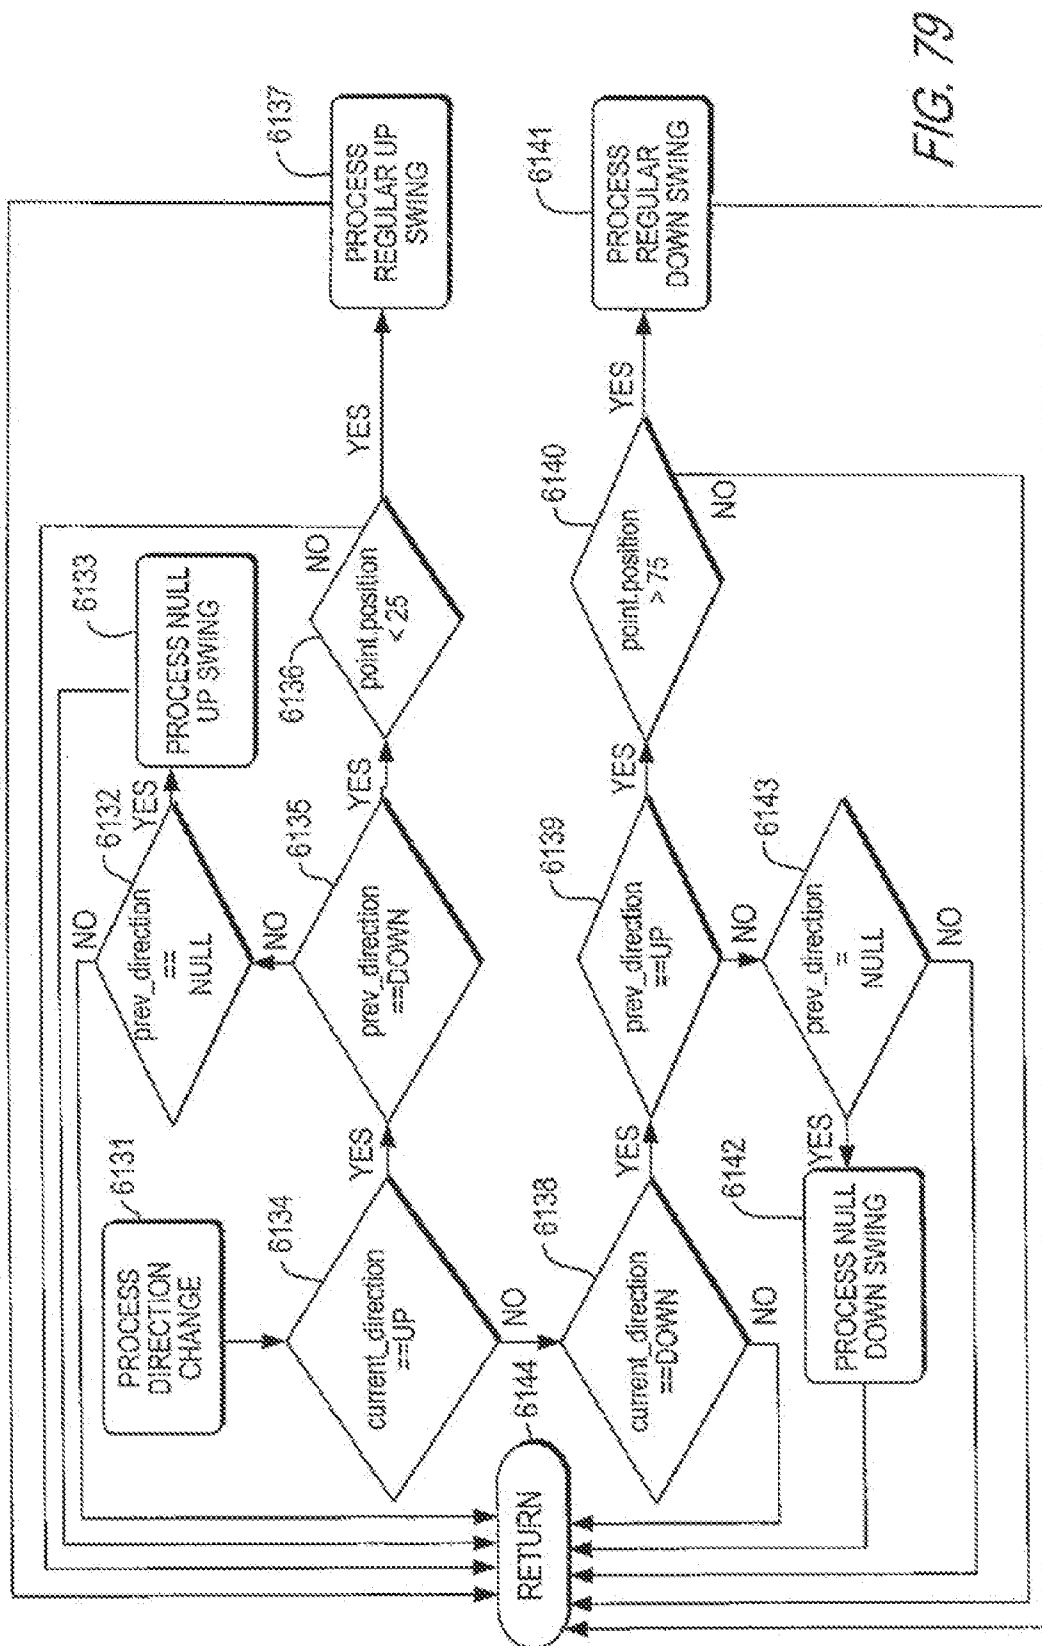 6131
PROCESS
DIRECTION
CHANGE
NO
6132
prev_direction
==
NULL
YES
6133
PROCESS NULL
UP SWING
6134
current_direction
==UP
YES
NO
6135
prev_direction
==DOWN
YES
NO
6136
point.position
< 25
NO
YES
6137
PROCESS
REGULAR UP
SWING
6144
RETURN
6138
current_direction
==DOWN
YES
NO
6139
prev_direction
==UP
YES
NO
6140
point.position
> 75
YES
NO
6141
PROCESS
REGULAR
DOWN SWING
6142
PROCESS NULL
DOWN SWING
YES
6143
prev_direction
=
NULL
NO
FIG. 79